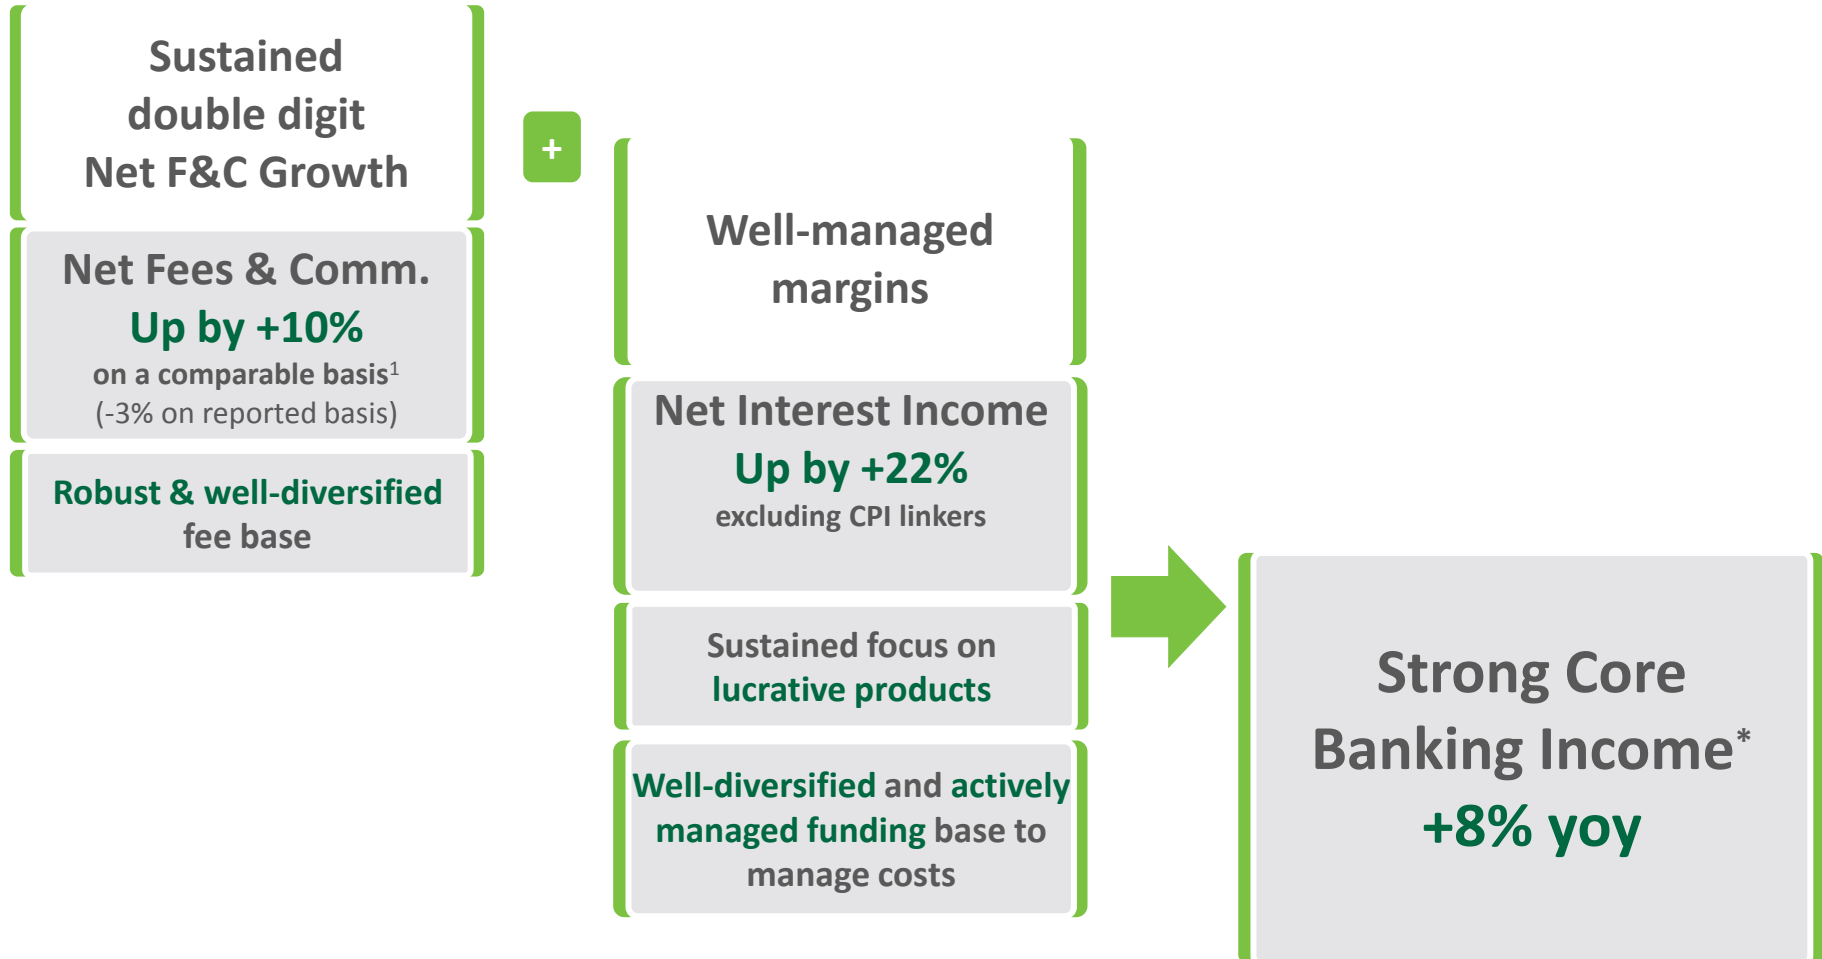 Sustained
double digit
Net F&C Growth
Net Fees & Comm.
Up by +10%
on a comparable basis¹
(-3% on reported basis)
Robust & well-diversified
fee base
+
Well-managed
margins
Net Interest Income
Up by +22%
excluding CPI linkers
Sustained focus on
lucrative products
Well-diversified and actively
managed funding base to
manage costs
Strong Core
Banking Income*
+8% yoy